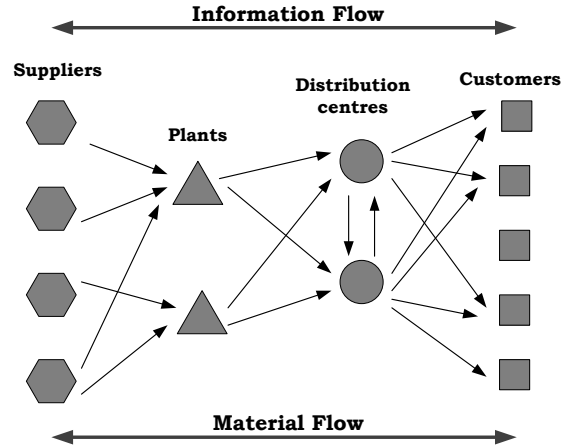 Information Flow
Suppliers
Plants
Distribution
centres
Customers
Material Flow